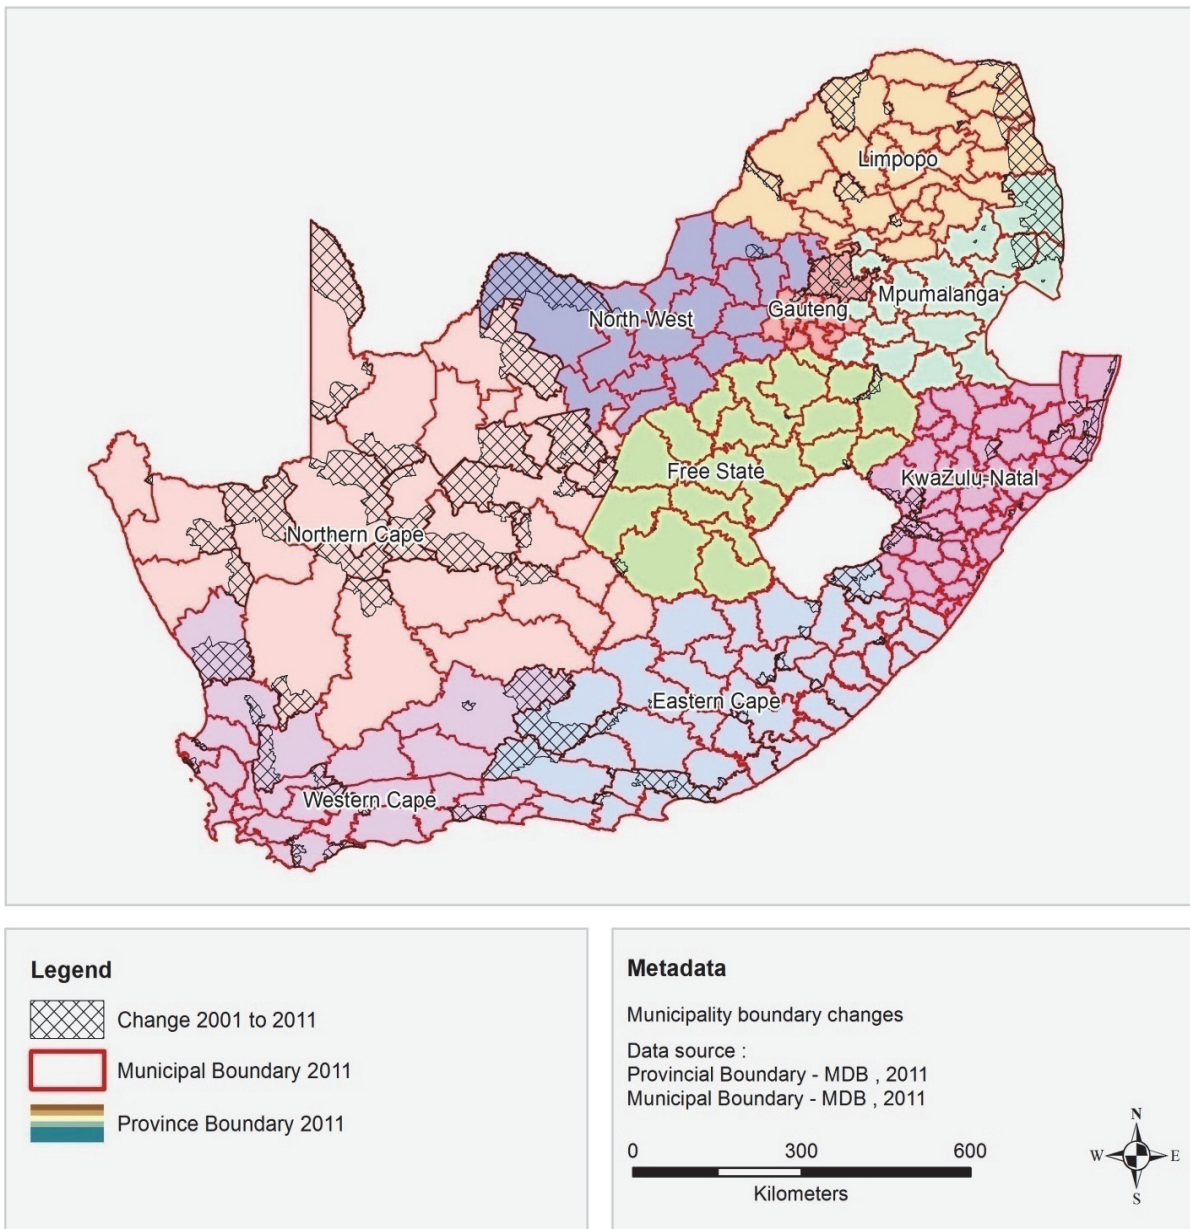 Limpopo
Mpumalanga
Gauteng
North West
Free State
KwaZulu-Natal
Northern Cape
Eastern Cape
Western Cape
Legend
Change 2001 to 2011
Municipal Boundary 2011
Province Boundary 2011
Metadata
Municipality boundary changes
Data source :
Provincial Boundary - MDB , 2011
Municipal Boundary - MDB , 2011
0 300 600
Kilometers
N
W E
S